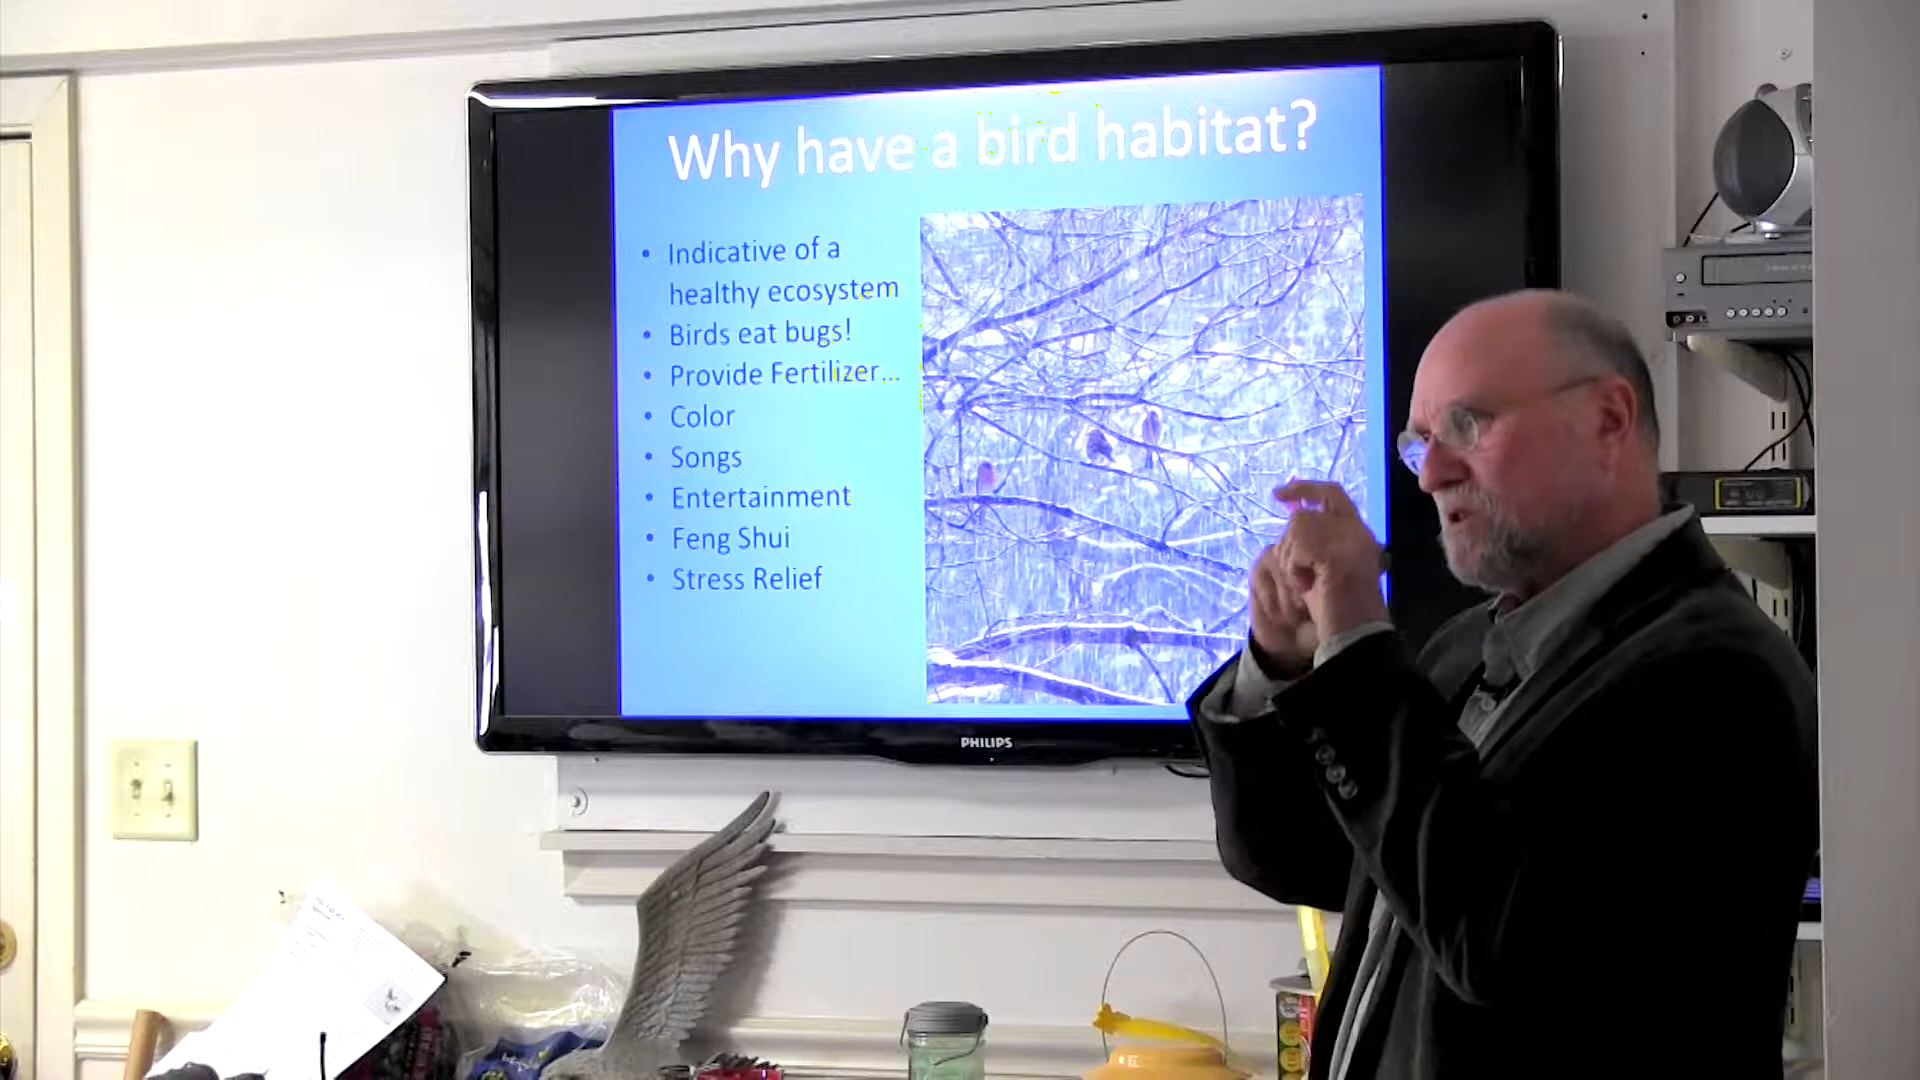 Why have a bird habitat?
• Indicative of a
healthy ecosystem
• Birds eat bugs!
• Provide Fertilizer...
• Color
• Songs
• Entertainment
• Feng Shui
• Stress Relief
PHILIPS